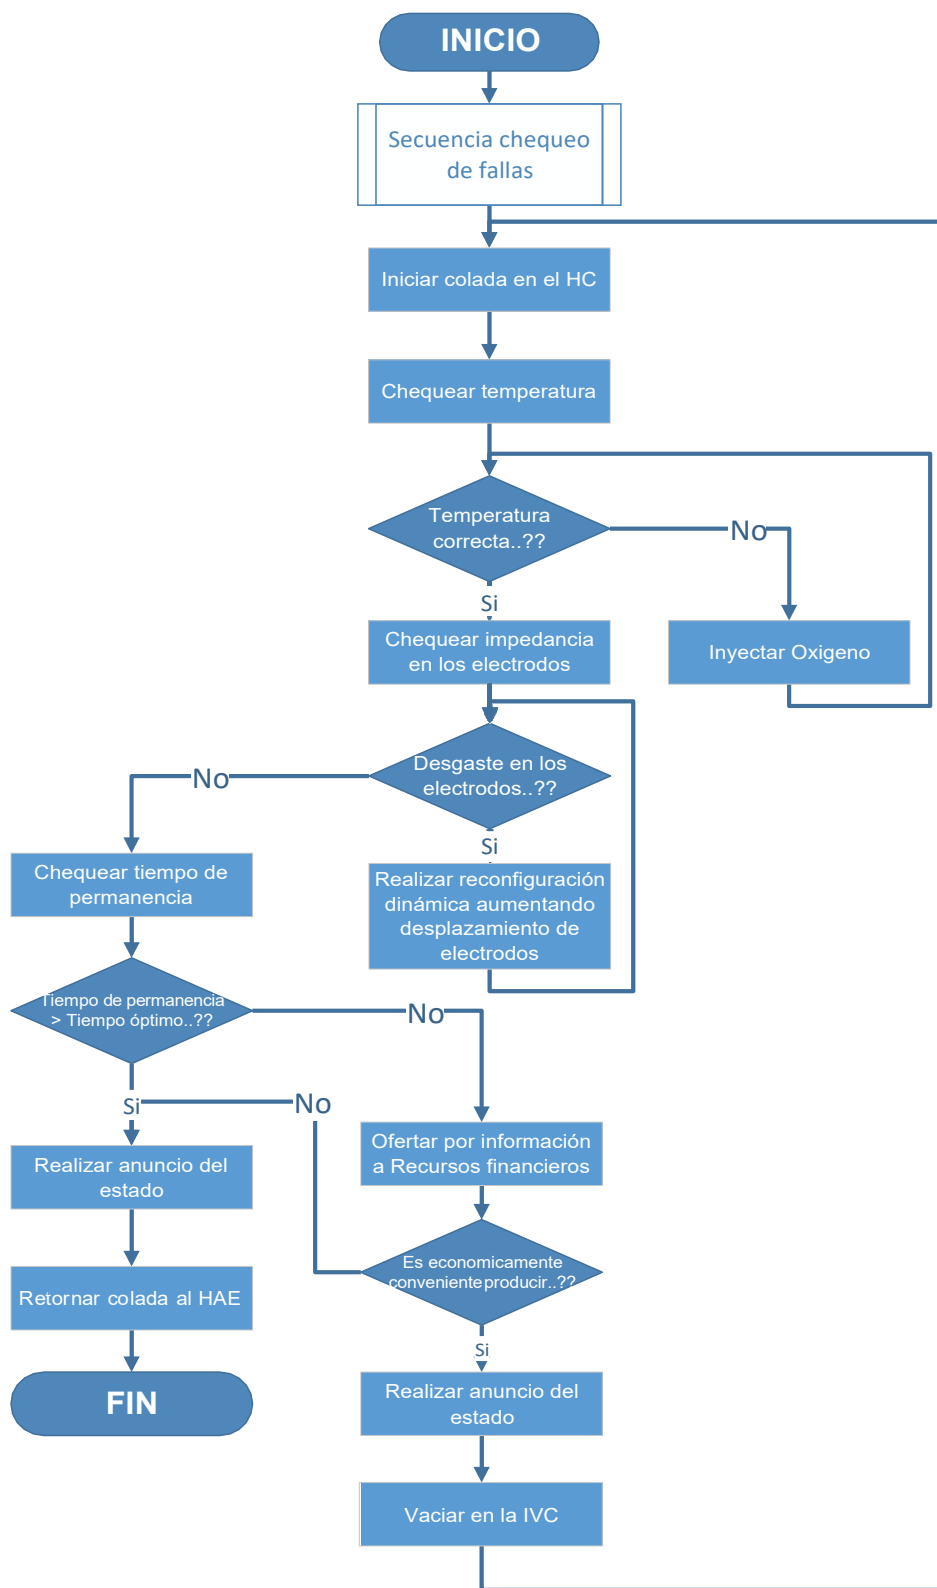 INICIO
Secuencia chequeo
de fallas
Iniciar colada en el HC
Chequear temperatura
Temperatura
correcta..??
No
Si
Chequear impedancia
en los electrodos
Inyectar Oxigeno
Desgaste en los
electrodos..??
No
Si
Chequear tiempo de
permanencia
Realizar reconfiguración
dinámica aumentando
desplazamiento de
electrodos
Tiempo de permanencia
> Tiempo óptimo..??
No
Si
No
Ofertar por información
a Recursos financieros
Realizar anuncio del
estado
Es economicamente
conveniente producir..??
Retornar colada al HAE
Si
FIN
Realizar anuncio del
estado
Vaciar en la IVC